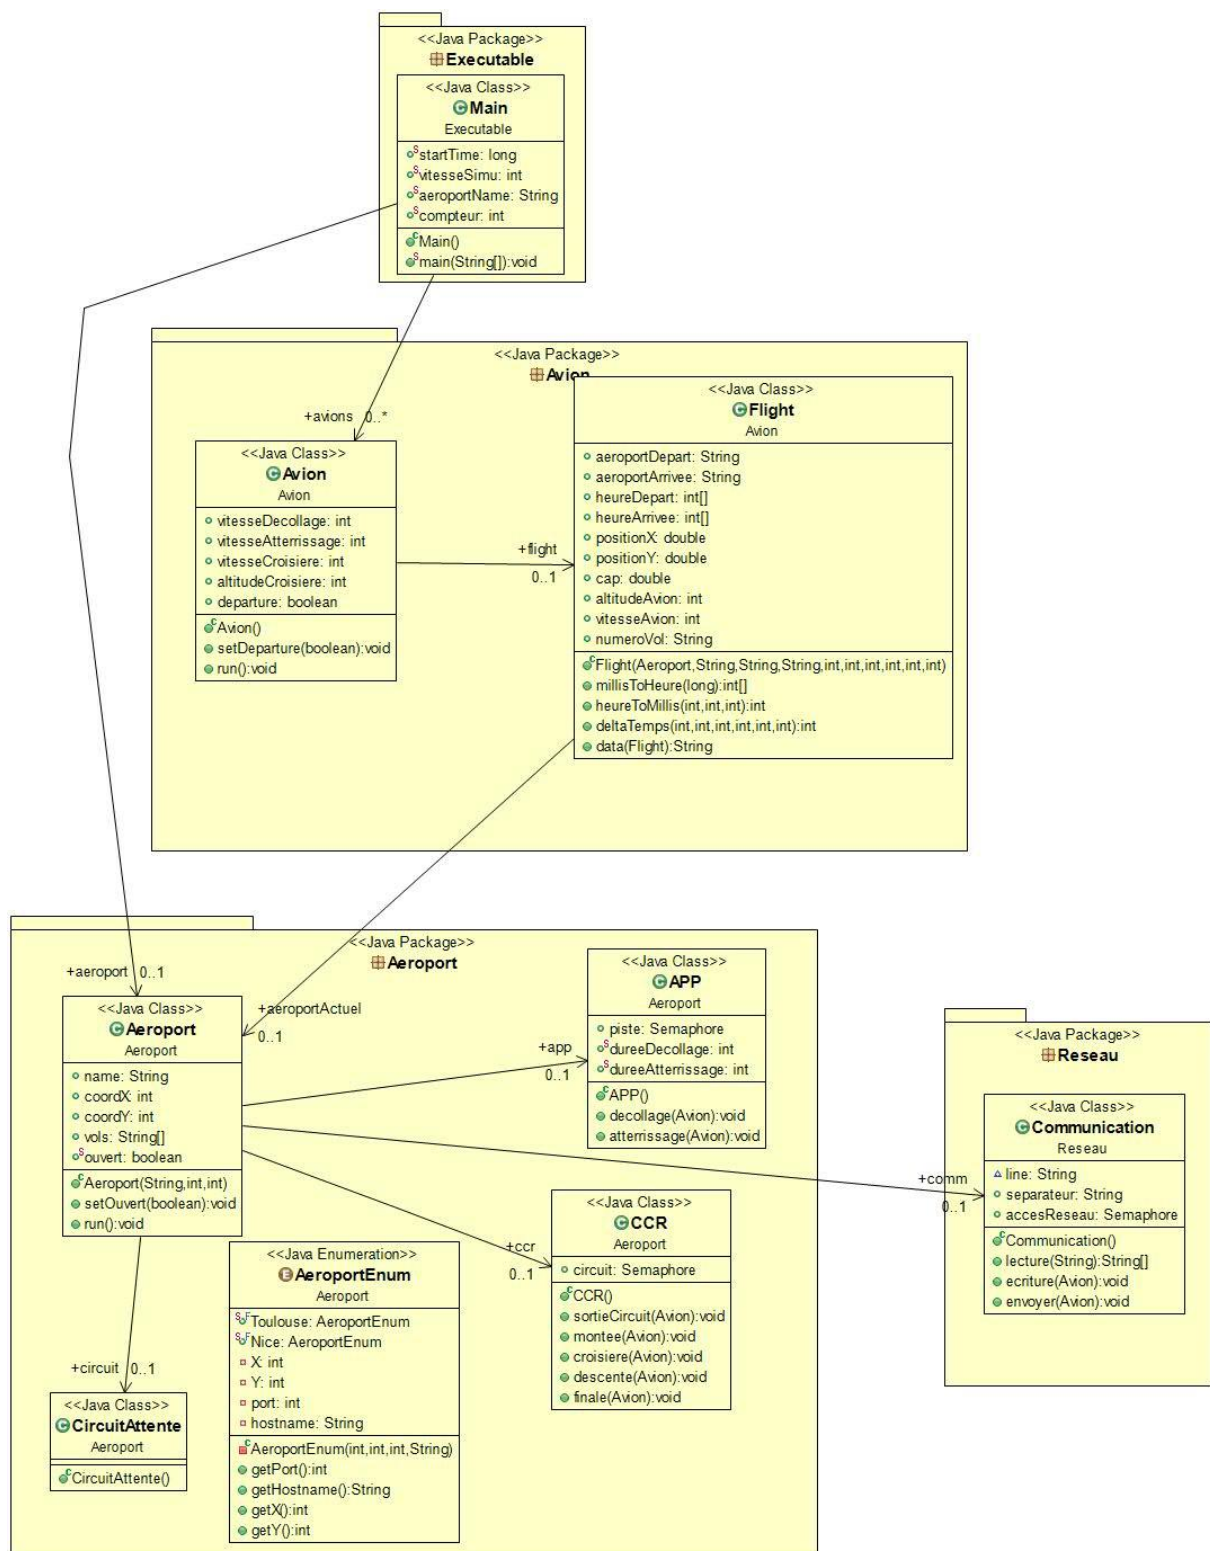 <<Java Package>>
Executable
<<Java Class>>
Main
Executable
startTime: long
vitesseSimu: int
aeroportName: String
compteur: int
Main()
main(String[]):void
<<Java Package>>
Avion
+avions 0..*
<<Java Class>>
Avion
Avion
vitesseDecollage: int
vitesseAtterrissage: int
vitesseCroisiere: int
altitudeCroisiere: int
departure: boolean
Avion()
setDeparture(boolean):void
run():void
+flight
0..1
<<Java Class>>
Flight
Avion
aeroportDepart: String
aeroportArrivee: String
heureDepart: int[]
heureArrivee: int[]
positionX: double
positionY: double
cap: double
altitudeAvion: int
vitesseAvion: int
numeroVol: String
Flight(Aeroport,String,String,String,int,int,int,int,int,int)
millisToHeure(long):int[]
heureToMillis(int,int,int):int
deltaTemps(int,int,int,int,int,int):int
data(Flight):String
<<Java Package>>
Aeroport
+aeroport 0..1
<<Java Class>>
Aeroport
Aeroport
name: String
coordX: int
coordY: int
vols: String[]
ouvert: boolean
Aeroport(String,int,int)
setOuvert(boolean):void
run():void
+aeroportActuel
0..1
+app
0..1
<<Java Class>>
APP
Aeroport
piste: Semaphore
dureeDecollage: int
dureeAtterrissage: int
APP()
decollage(Avion):void
atterrissage(Avion):void
<<Java Package>>
Reseau
+comm
0..1
<<Java Class>>
Communication
Reseau
line: String
separateur: String
accesReseau: Semaphore
Communication()
lecture(String):String[]
ecriture(Avion):void
envoyer(Avion):void
+ccr
0..1
<<Java Class>>
CCR
Aeroport
circuit: Semaphore
CCR()
sortieCircuit(Avion):void
montee(Avion):void
croisiere(Avion):void
descente(Avion):void
finale(Avion):void
<<Java Enumeration>>
AeroportEnum
Aeroport
Toulouse: AeroportEnum
Nice: AeroportEnum
X: int
Y: int
port: int
hostname: String
AeroportEnum(int,int,int,String)
getPort():int
getHostname():String
getX():int
getY():int
+circuit 0..1
<<Java Class>>
CircuitAttente
Aeroport
CircuitAttente()